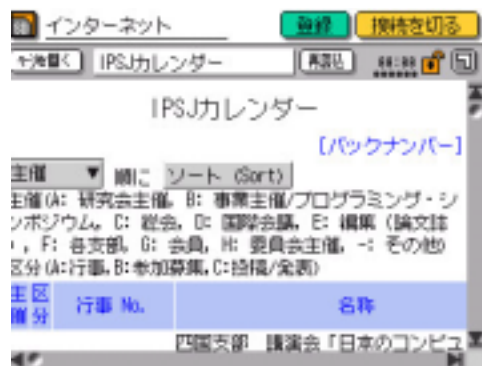 インターネット 登録 接続を切る
ページを開く IPSJカレンダー 再読込 88:88
IPSJカレンダー
[バックナンバー]
主催 順に ソート (Sort)
主催(A: 研究会主催, B: 事業主催/プログラミング・シ
ンポジウム, C: 総会, D: 国際会議, E: 編集 (論文誌
), F: 各支部, G: 会員, H: 委員会主催, -: その他)
区分(A:行事,B:参加募集,C:投稿/発表)
主催 区分 行事 No. 名称
四国支部 講演会「日本のコンピュ